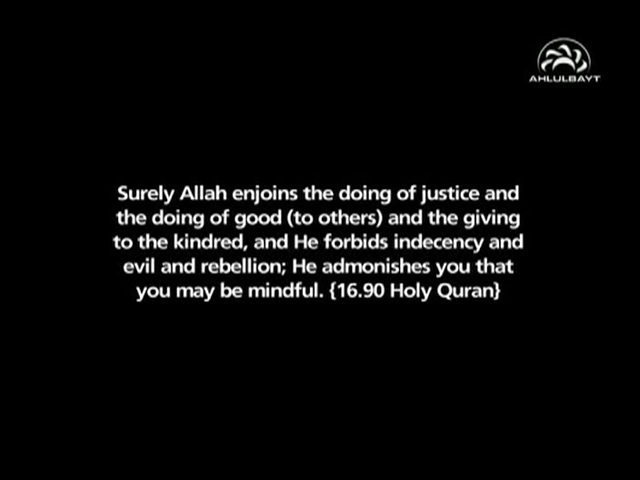 AHLULBAYT
Surely Allah enjoins the doing of justice and
the doing of good (to others) and the giving
to the kindred, and He forbids indecency and
evil and rebellion; He admonishes you that
you may be mindful. {16.90 Holy Quran}